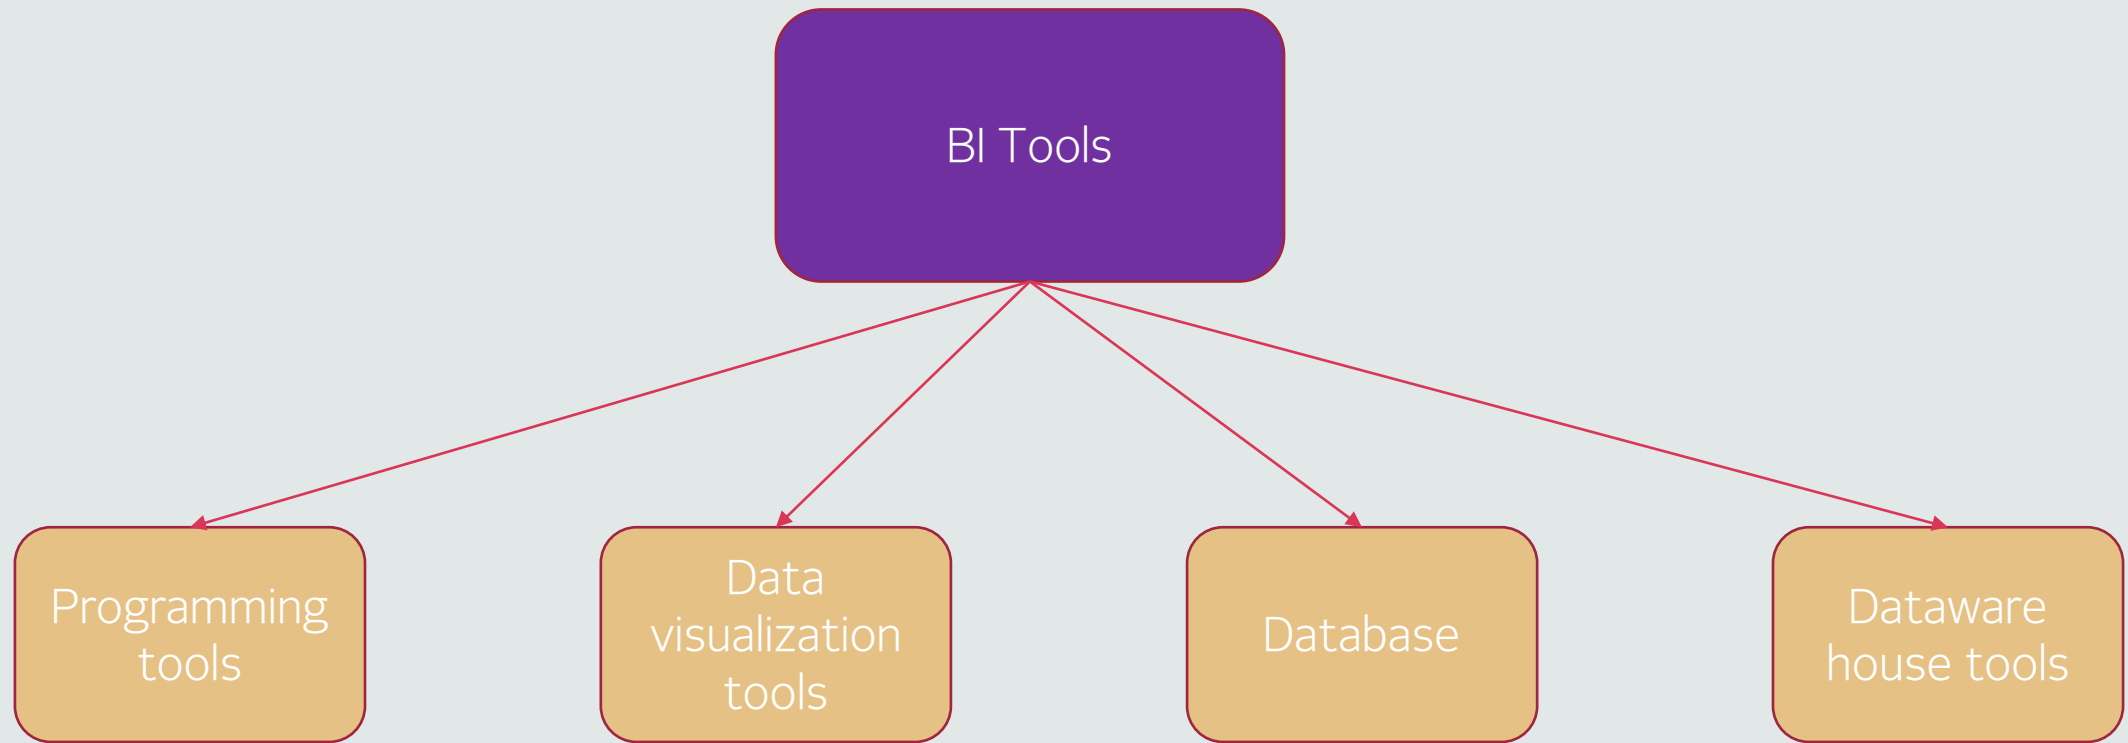 BI Tools
Programming
tools
Data
visualization
tools
Database
Dataware
house tools